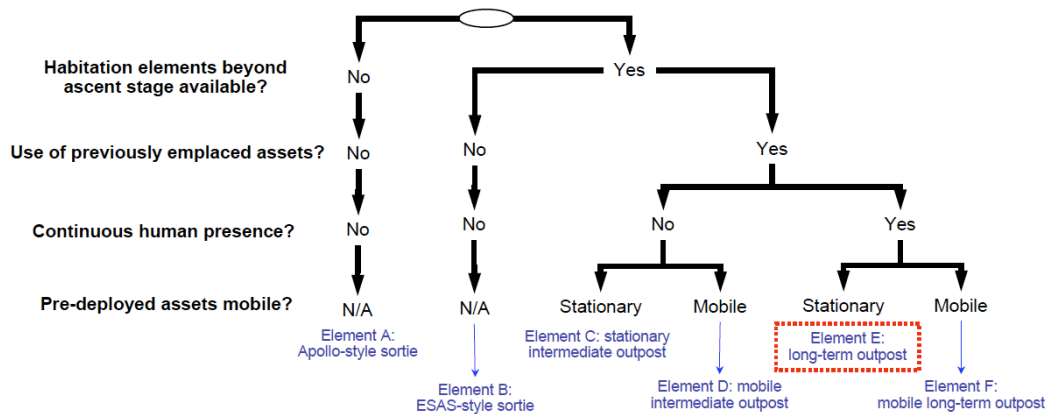 Habitation elements beyond
ascent stage available?
No
Yes
Use of previously emplaced assets?
No
No
Yes
Continuous human presence?
No
No
No
Yes
Pre-deployed assets mobile?
N/A
N/A
Stationary
Mobile
Stationary
Mobile
Element A:
Apollo-style sortie
Element C: stationary
intermediate outpost
Element E:
long-term outpost
Element B:
ESAS-style sortie
Element D: mobile
intermediate outpost
Element F:
mobile long-term outpost